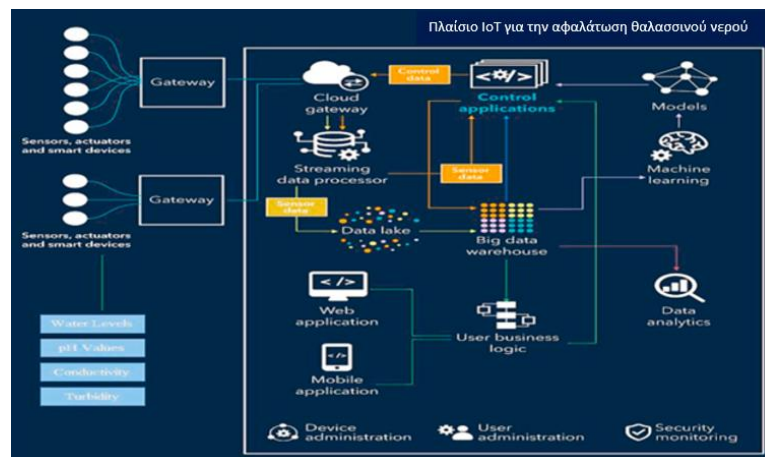 Πλαίσιο IoT για την αφαλάτωση θαλασσινού νερού
Gateway
Sensors, actuators
and smart devices
Gateway
Sensors, actuators
and smart devices
Water Levels
pH Values
Conductivity
Turbidity
Cloud
gateway
Control
data
Control
applications
Models
Streaming
data processor
Sensor
data
Machine
learning
Sensor
data
Data lake
Big data
warehouse
Web
application
User business
logic
Data
analytics
Mobile
application
Device
administration
User
administration
Security
monitoring